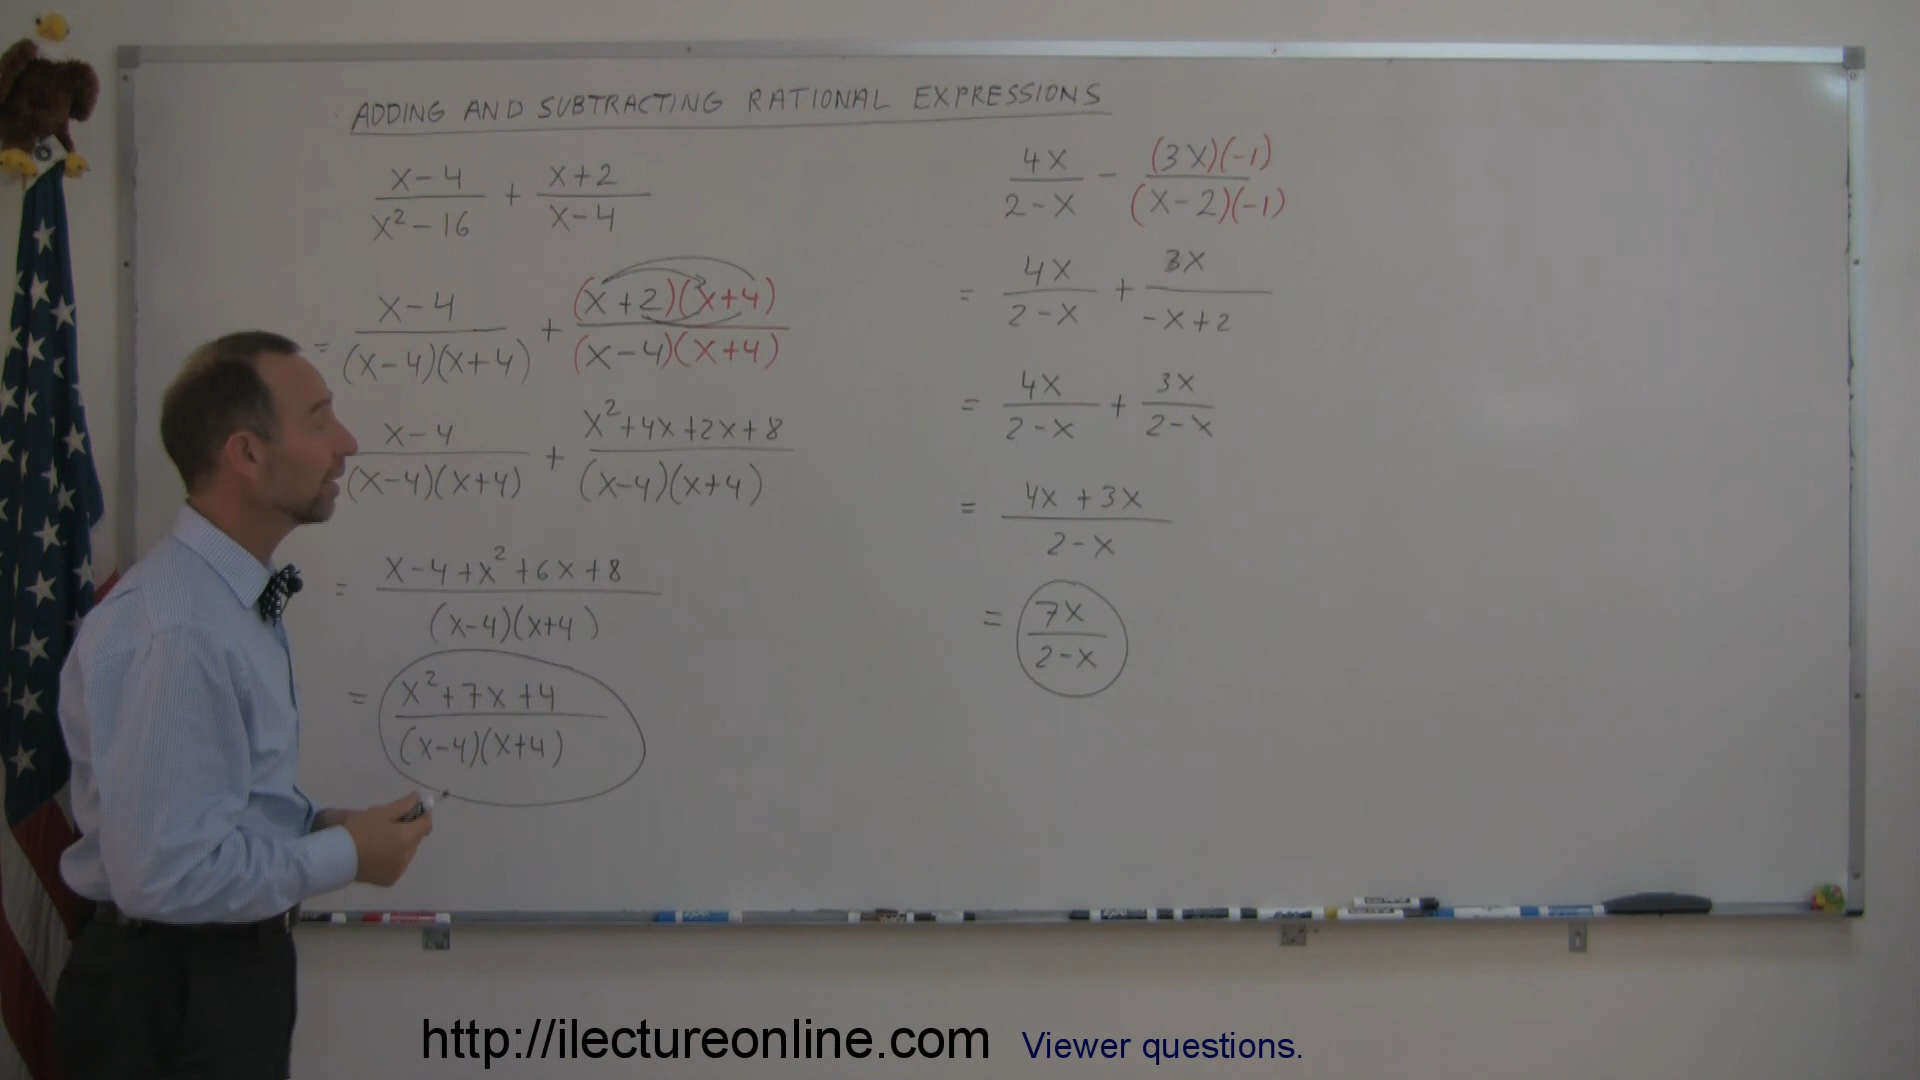 ADDING AND SUBTRACTING RATIONAL EXPRESSIONS
x-4/x²-16 + x+2/x-4
= x-4/(x-4)(x+4) + (x+2)(x+4)/(x-4)(x+4)
x-4/(x-4)(x+4) + x²+4x+2x+8/(x-4)(x+4)
= x-4+x²+6x+8/(x-4)(x+4)
= x²+7x+4/(x-4)(x+4)
4x/2-x - (3x)(-1)/(x-2)(-1)
= 4x/2-x + 3x/-x+2
= 4x/2-x + 3x/2-x
= 4x+3x/2-x
= 7x/2-x
http://ilectureonline.com Viewer questions.